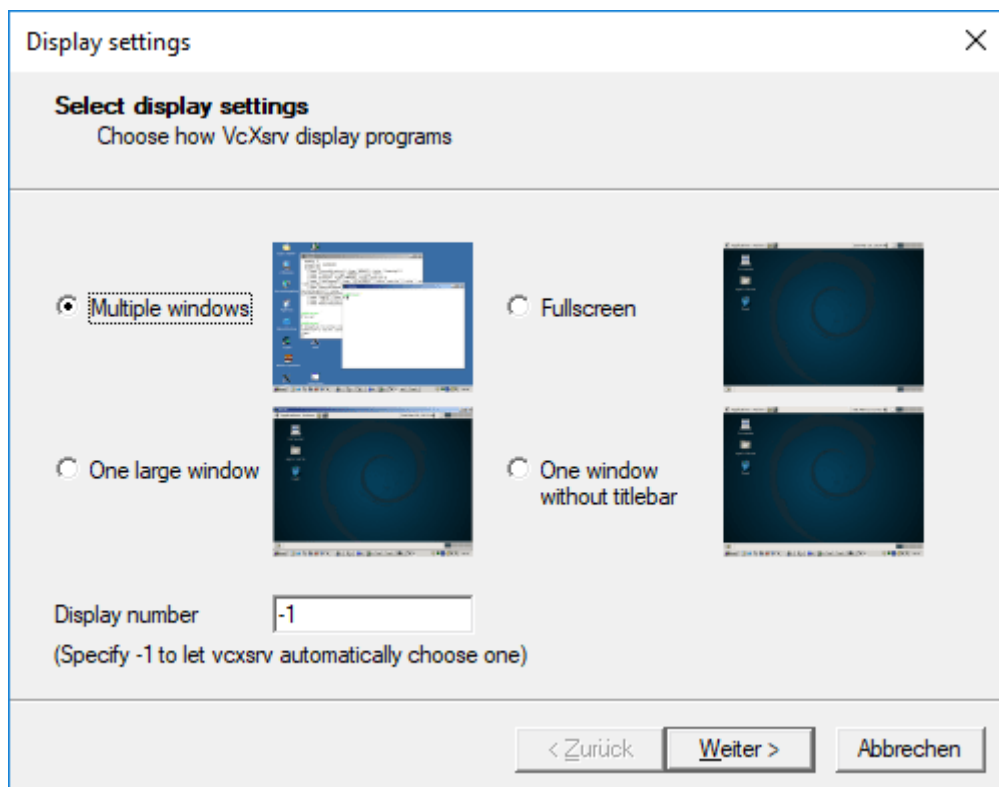 Display settings
Select display settings
Choose how VcXsrv display programs
Multiple windows
Fullscreen
One large window
One window
without titlebar
Display number
-1
(Specify -1 to let vcxsrv automatically choose one)
< Zurück
Weiter >
Abbrechen